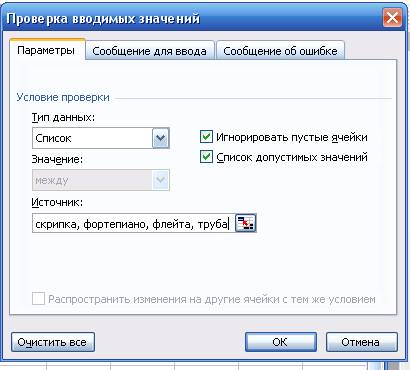 Проверка вводимых значений
Параметры
Сообщение для ввода
Сообщение об ошибке
Условие проверки
Тип данных:
Список
Игнорировать пустые ячейки
Значение:
Список допустимых значений
между
Источник:
скрипка, фортепиано, флейта, труба
Распространить изменения на другие ячейки с тем же условием
Очистить все
ОК
Отмена